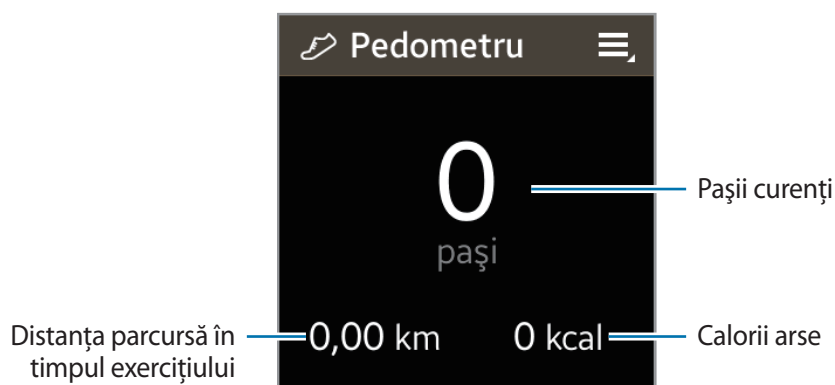 Pedometru
0
Paşii curenţi
paşi
Distanţa parcursă în
timpul exerciţiului
0,00 km
0 kcal
Calorii arse